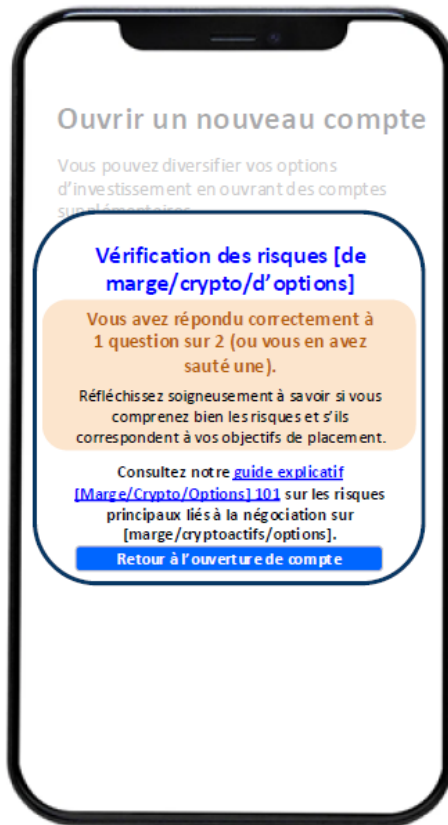 Ouvrir un nouveau compte
Vous pouvez diversifier vos options
d’investissement en ouvrant des comptes
supplémentaires
Vérification des risques [de
marge/crypto/d’options]
Vous avez répondu correctement à
1 question sur 2 (ou vous en avez
sauté une).
Réfléchissez soigneusement à savoir si vous
comprenez bien les risques et s’ils
correspondent à vos objectifs de placement.
Consultez notre guide explicatif
[Marge/Crypto/Options] 101 sur les risques
principaux liés à la négociation sur
[marge/cryptoactifs/options].
Retour à l’ouverture de compte